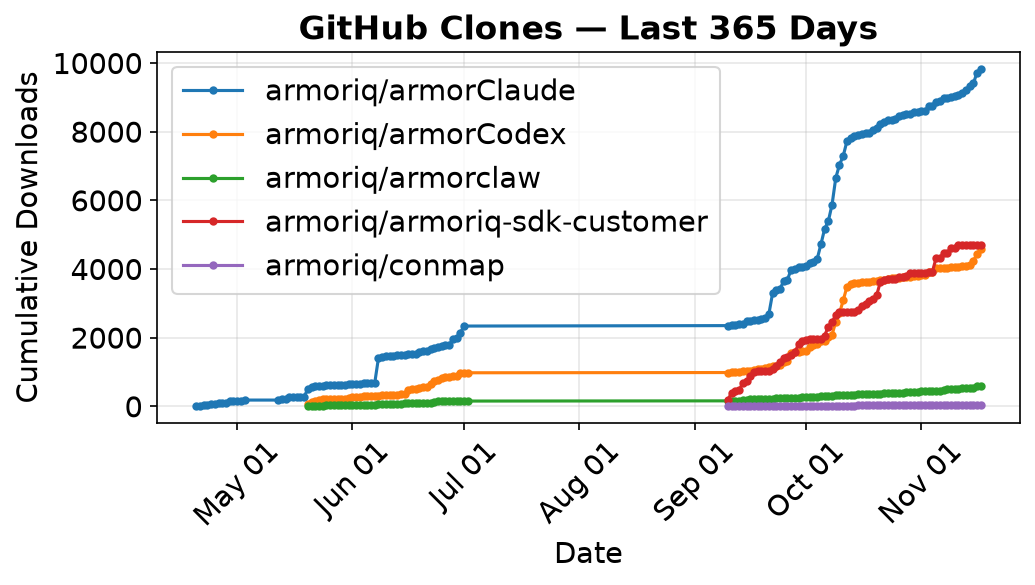 GitHub Clones — Last 365 Days
Cumulative Downloads
10000
8000
6000
4000
2000
0
armoriq/armorClaude
armoriq/armorCodex
armoriq/armorclaw
armoriq/armoriq-sdk-customer
armoriq/conmap
May 01
Jun 01
Jul 01
Aug 01
Sep 01
Oct 01
Nov 01
Date